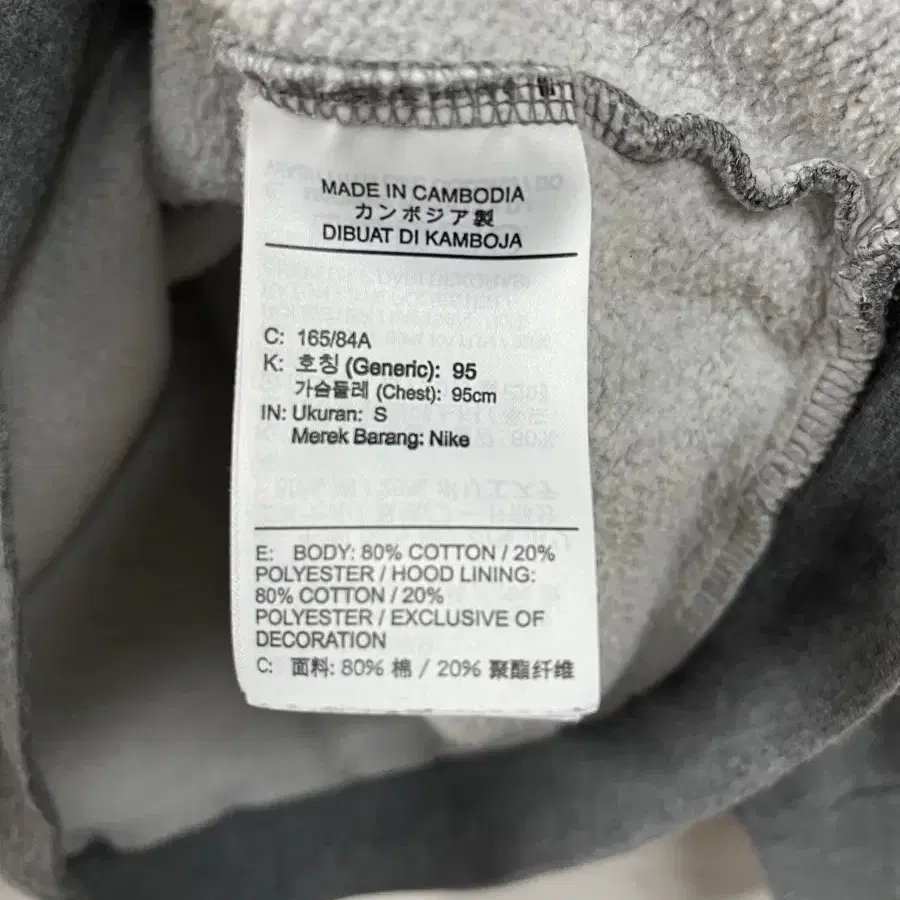 MADE IN CAMBODIA
カンボジア製
DIBUAT DI KAMBOJA
C: 165/84A
K: 호칭 (Generic): 95
가슴둘레 (Chest): 95cm
IN: Ukuran: S
Merek Barang: Nike
E: BODY: 80% COTTON / 20%
POLYESTER / HOOD LINING:
80% COTTON / 20%
POLYESTER / EXCLUSIVE OF
DECORATION
C: 面料: 80% 棉 / 20% 聚酯纤维